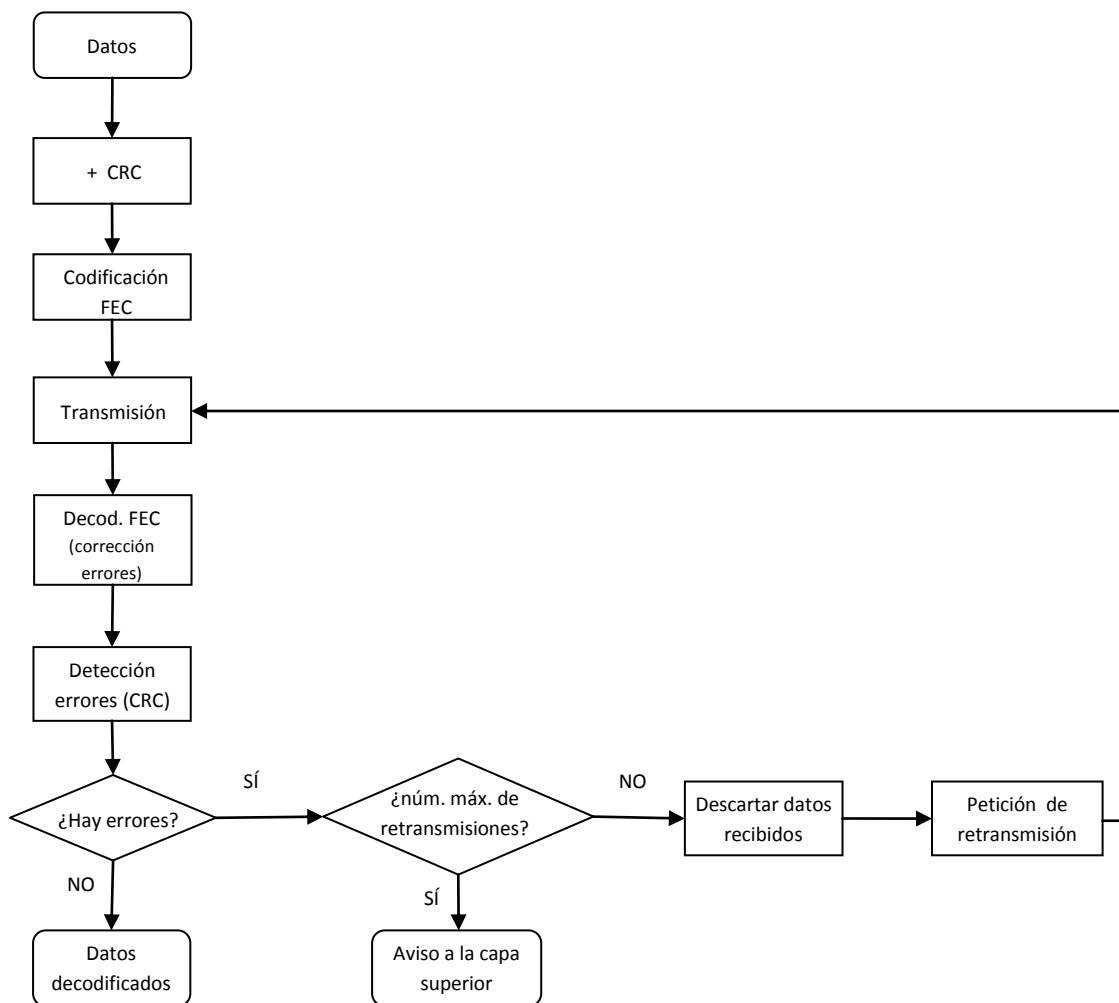 Datos
+ CRC
Codificación
FEC
Transmisión
Decod. FEC
(corrección
errores)
Detección
errores (CRC)
¿Hay errores?
SÍ
NO
¿núm. máx. de
retransmisiones?
NO
SÍ
Descartar datos
recibidos
Petición de
retransmisión
Datos
decodificados
Aviso a la capa
superior